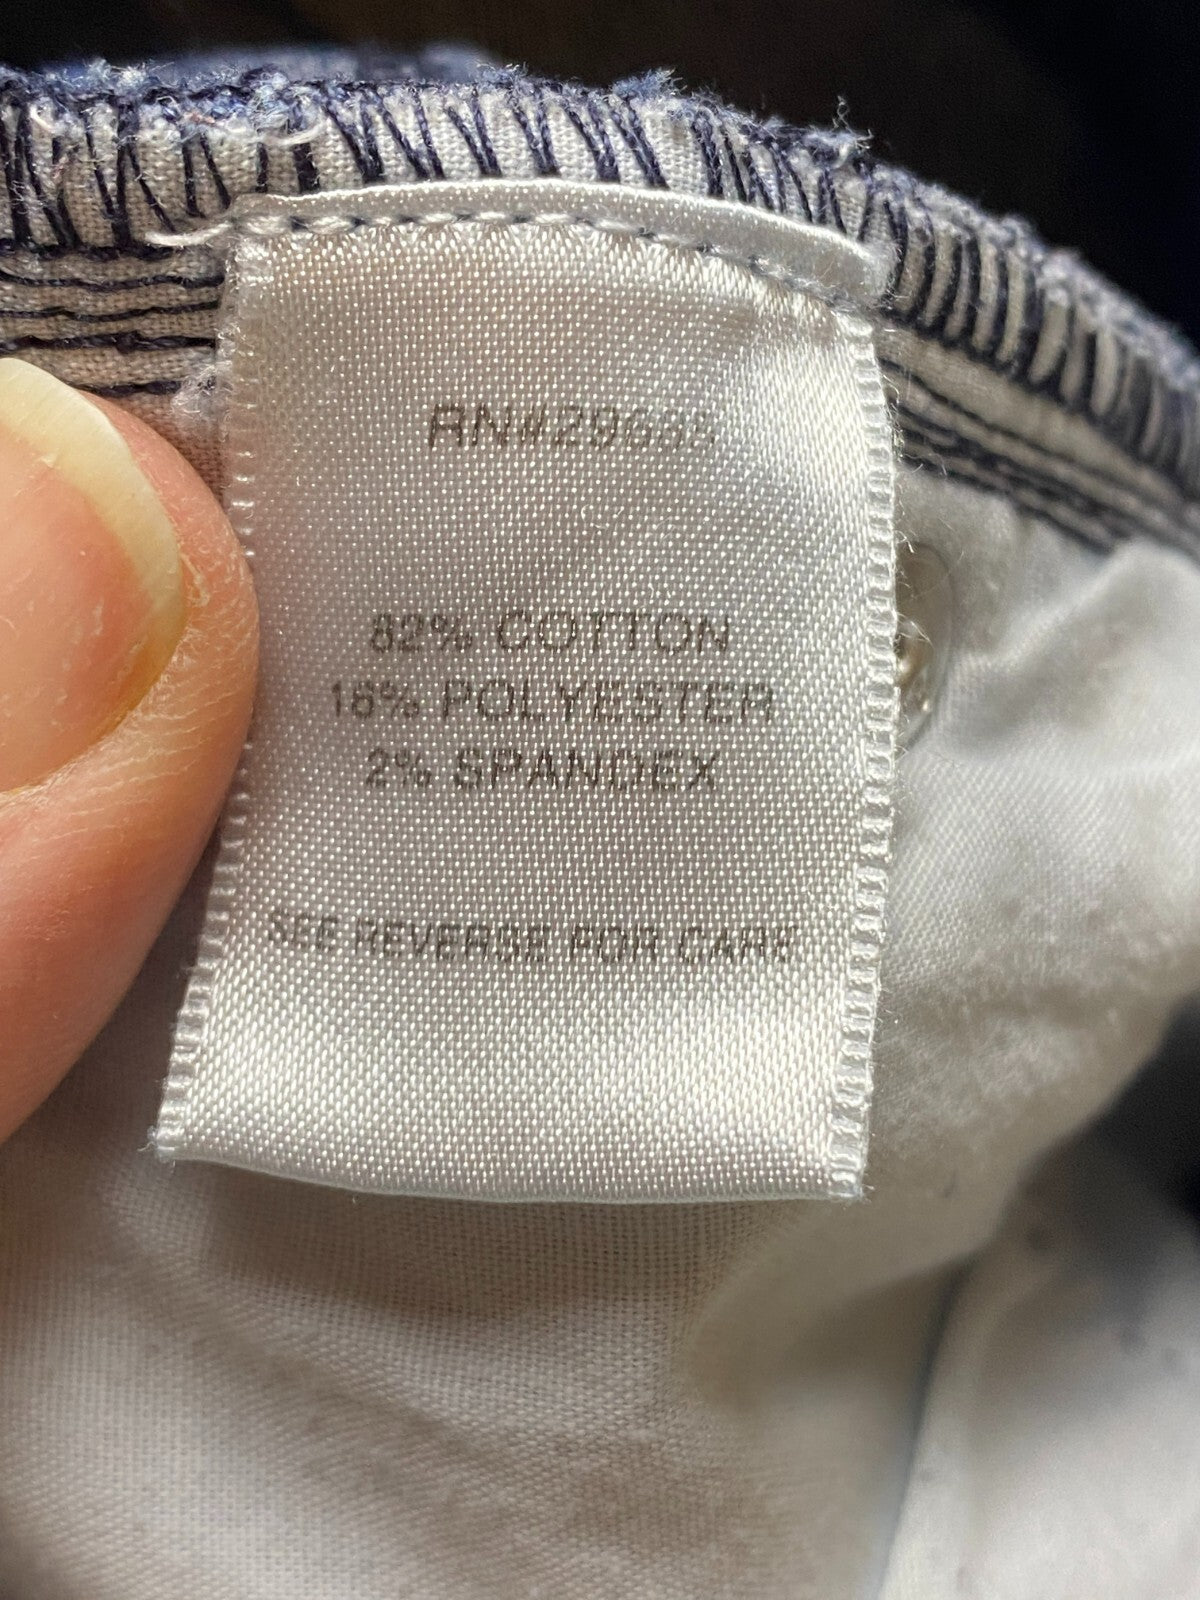 82% COTTON
16% POLYESTER
2% SPANDEX
SEE REVERSE FOR CARE